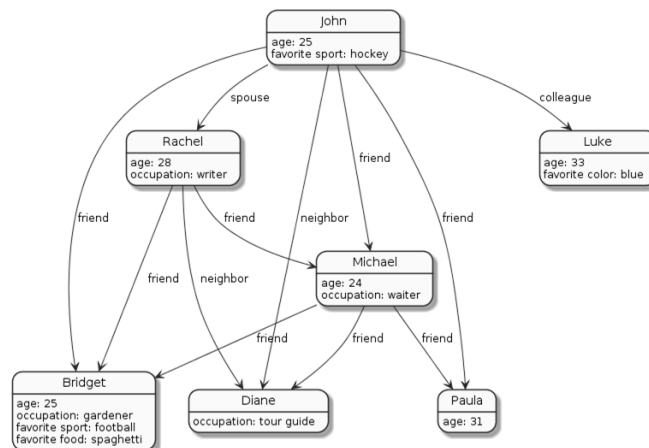 John
age: 25
favorite sport: hockey
spouse
colleague
Rachel
age: 28
occupation: writer
Luke
age: 33
favorite color: blue
friend
friend
friend
neighbor
friend
friend
neighbor
Michael
age: 24
occupation: waiter
friend
friend
friend
Bridget
age: 25
occupation: gardener
favorite sport: football
favorite food: spaghetti
Diane
occupation: tour guide
Paula
age: 31